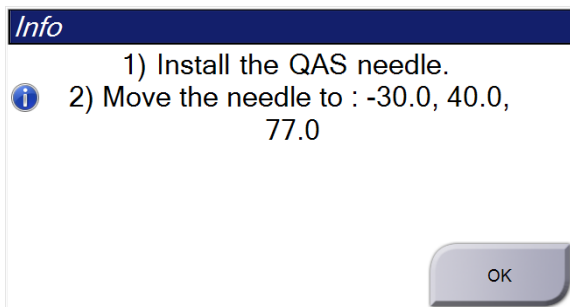 Info
1) Install the QAS needle.
2) Move the needle to : -30.0, 40.0,
77.0
OK